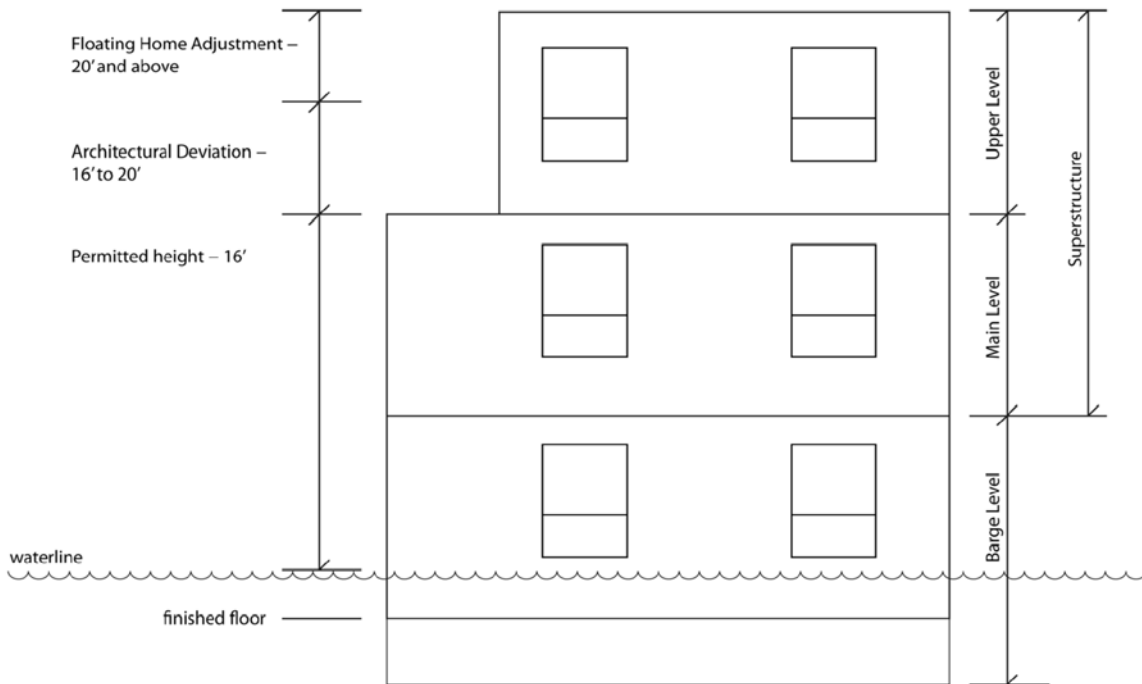 Floating Home Adjustment –
20' and above
Architectural Deviation –
16' to 20'
Permitted height – 16'
waterline
finished floor
Upper Level
Main Level
Barge Level
Superstructure